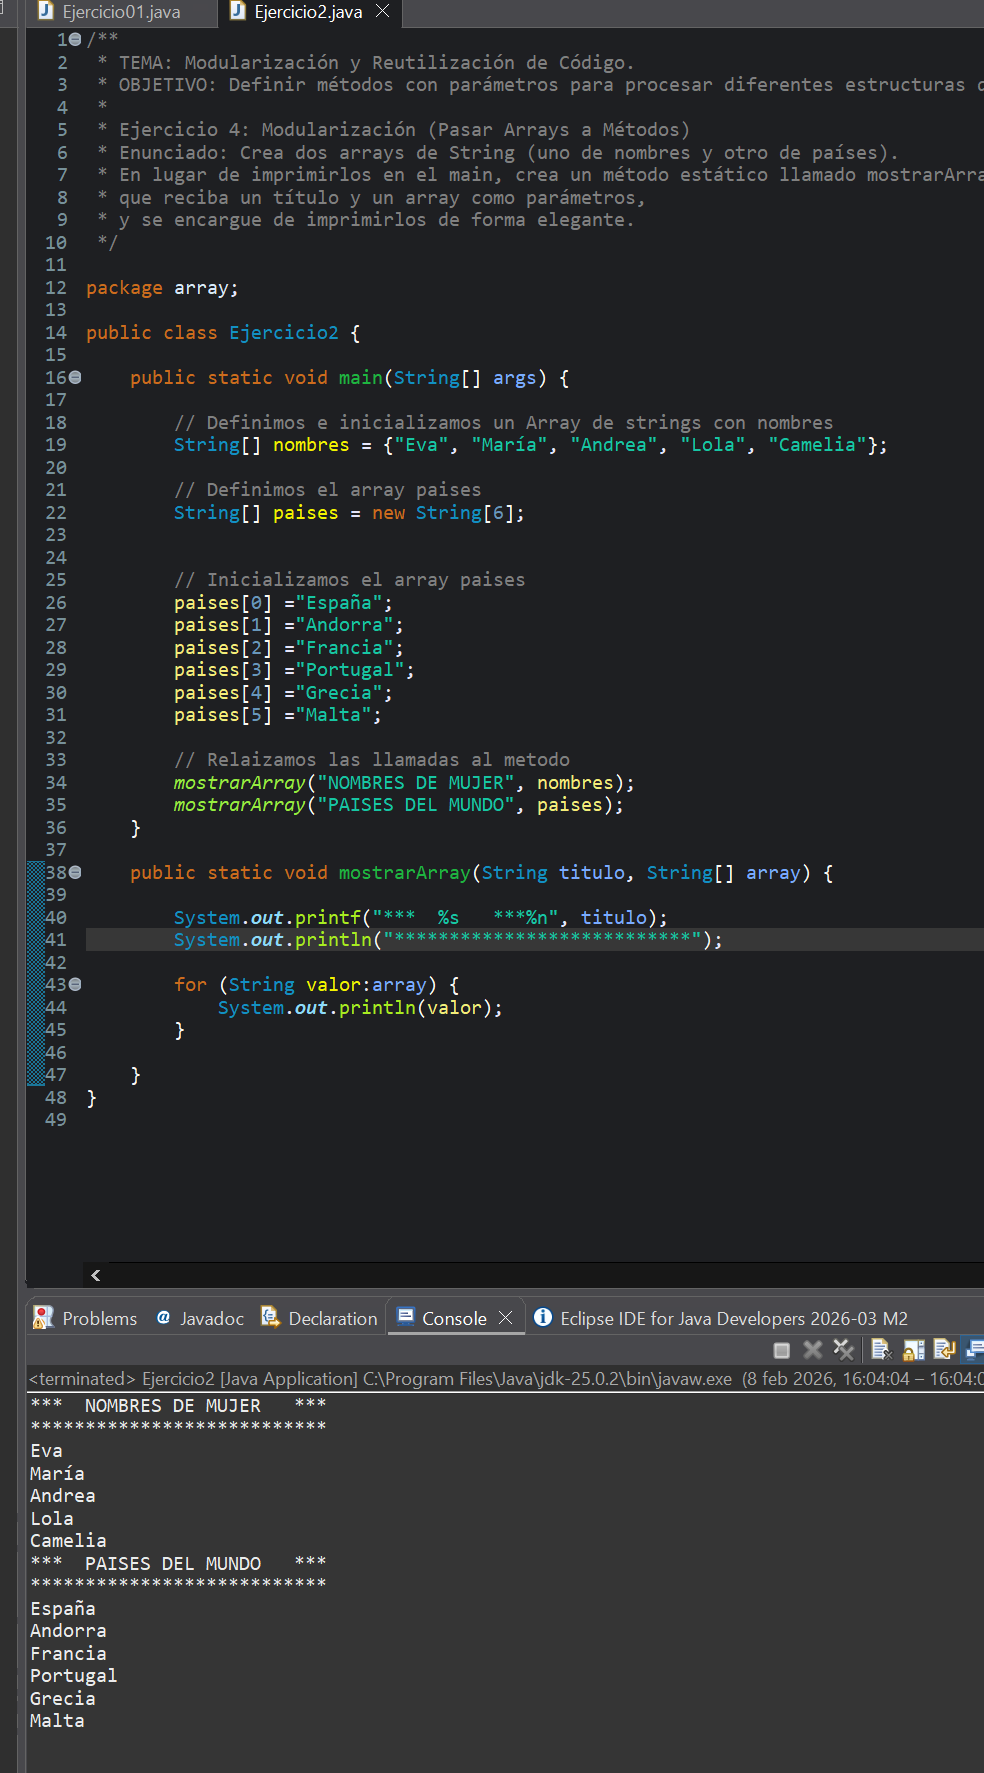 Ejercicio01.java
Ejercicio2.java
1 /**
2 * TEMA: Modularización y Reutilización de Código.
3 * OBJETIVO: Definir métodos con parámetros para procesar diferentes estructuras
4 *
5 * Ejercicio 4: Modularización (Pasar Arrays a Métodos)
6 * Enunciado: Crea dos arrays de String (uno de nombres y otro de países).
7 * En lugar de imprimirlos en el main, crea un método estático llamado mostrarArra
8 * que reciba un título y un array como parámetros,
9 * y se encargue de imprimirlos de forma elegante.
10 */
11
12 package array;
13
14 public class Ejercicio2 {
15
16 public static void main(String[] args) {
17
18 // Definimos e inicializamos un Array de strings con nombres
19 String[] nombres = {"Eva", "María", "Andrea", "Lola", "Camelia"};
20
21 // Definimos el array paises
22 String[] paises = new String[6];
23
24
25 // Inicializamos el array paises
26 paises[0] ="España";
27 paises[1] ="Andorra";
28 paises[2] ="Francia";
29 paises[3] ="Portugal";
30 paises[4] ="Grecia";
31 paises[5] ="Malta";
32
33 // Relaizamos las llamadas al metodo
34 mostrarArray("NOMBRES DE MUJER", nombres);
35 mostrarArray("PAISES DEL MUNDO", paises);
36 }
37
38 public static void mostrarArray(String titulo, String[] array) {
39
40 System.out.printf("***  %s   ***%n", titulo);
41 System.out.println("***************************");
42
43 for (String valor:array) {
44 System.out.println(valor);
45 }
46
47 }
48 }
49
Problems @ Javadoc Declaration Console Eclipse IDE for Java Developers 2026-03 M2
<terminated> Ejercicio2 [Java Application] C:\Program Files\Java\jdk-25.0.2\bin\javaw.exe (8 feb 2026, 16:04:04 – 16:04:0
***  NOMBRES DE MUJER   ***
***************************
Eva
María
Andrea
Lola
Camelia
***  PAISES DEL MUNDO   ***
***************************
España
Andorra
Francia
Portugal
Grecia
Malta